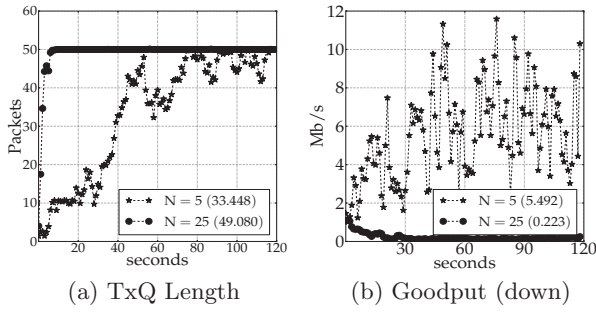 60
50
40
30
20
10
0
Packets
20 40 60 80 100 120
seconds
N = 5 (33.448)
N = 25 (49.080)
(a) TxQ Length
12
10
8
6
4
2
0
Mb/s
30 60 90 120
seconds
N = 5 (5.492)
N = 25 (0.223)
(b) Goodput (down)